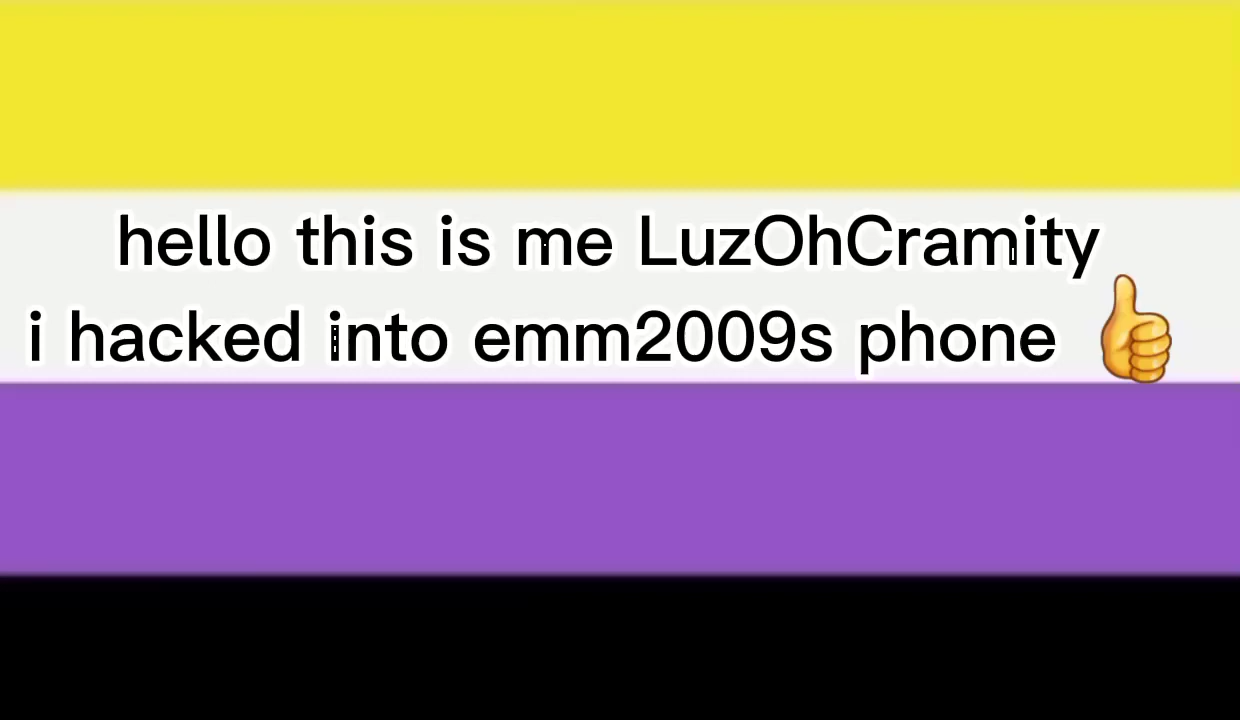 hello this is me LuzOhCramity
i hacked into emm2009s phone 👍